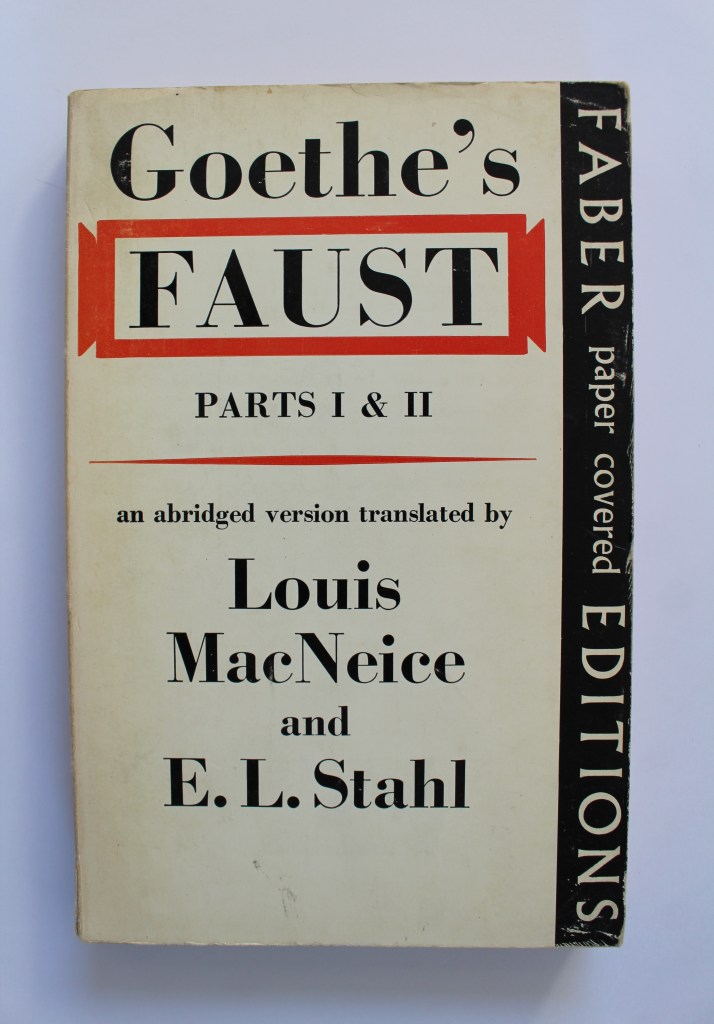 Goethe's
FAUST
PARTS I & II
an abridged version translated by
Louis
MacNeice
and
E. L. Stahl
FABER paper covered EDITIONS